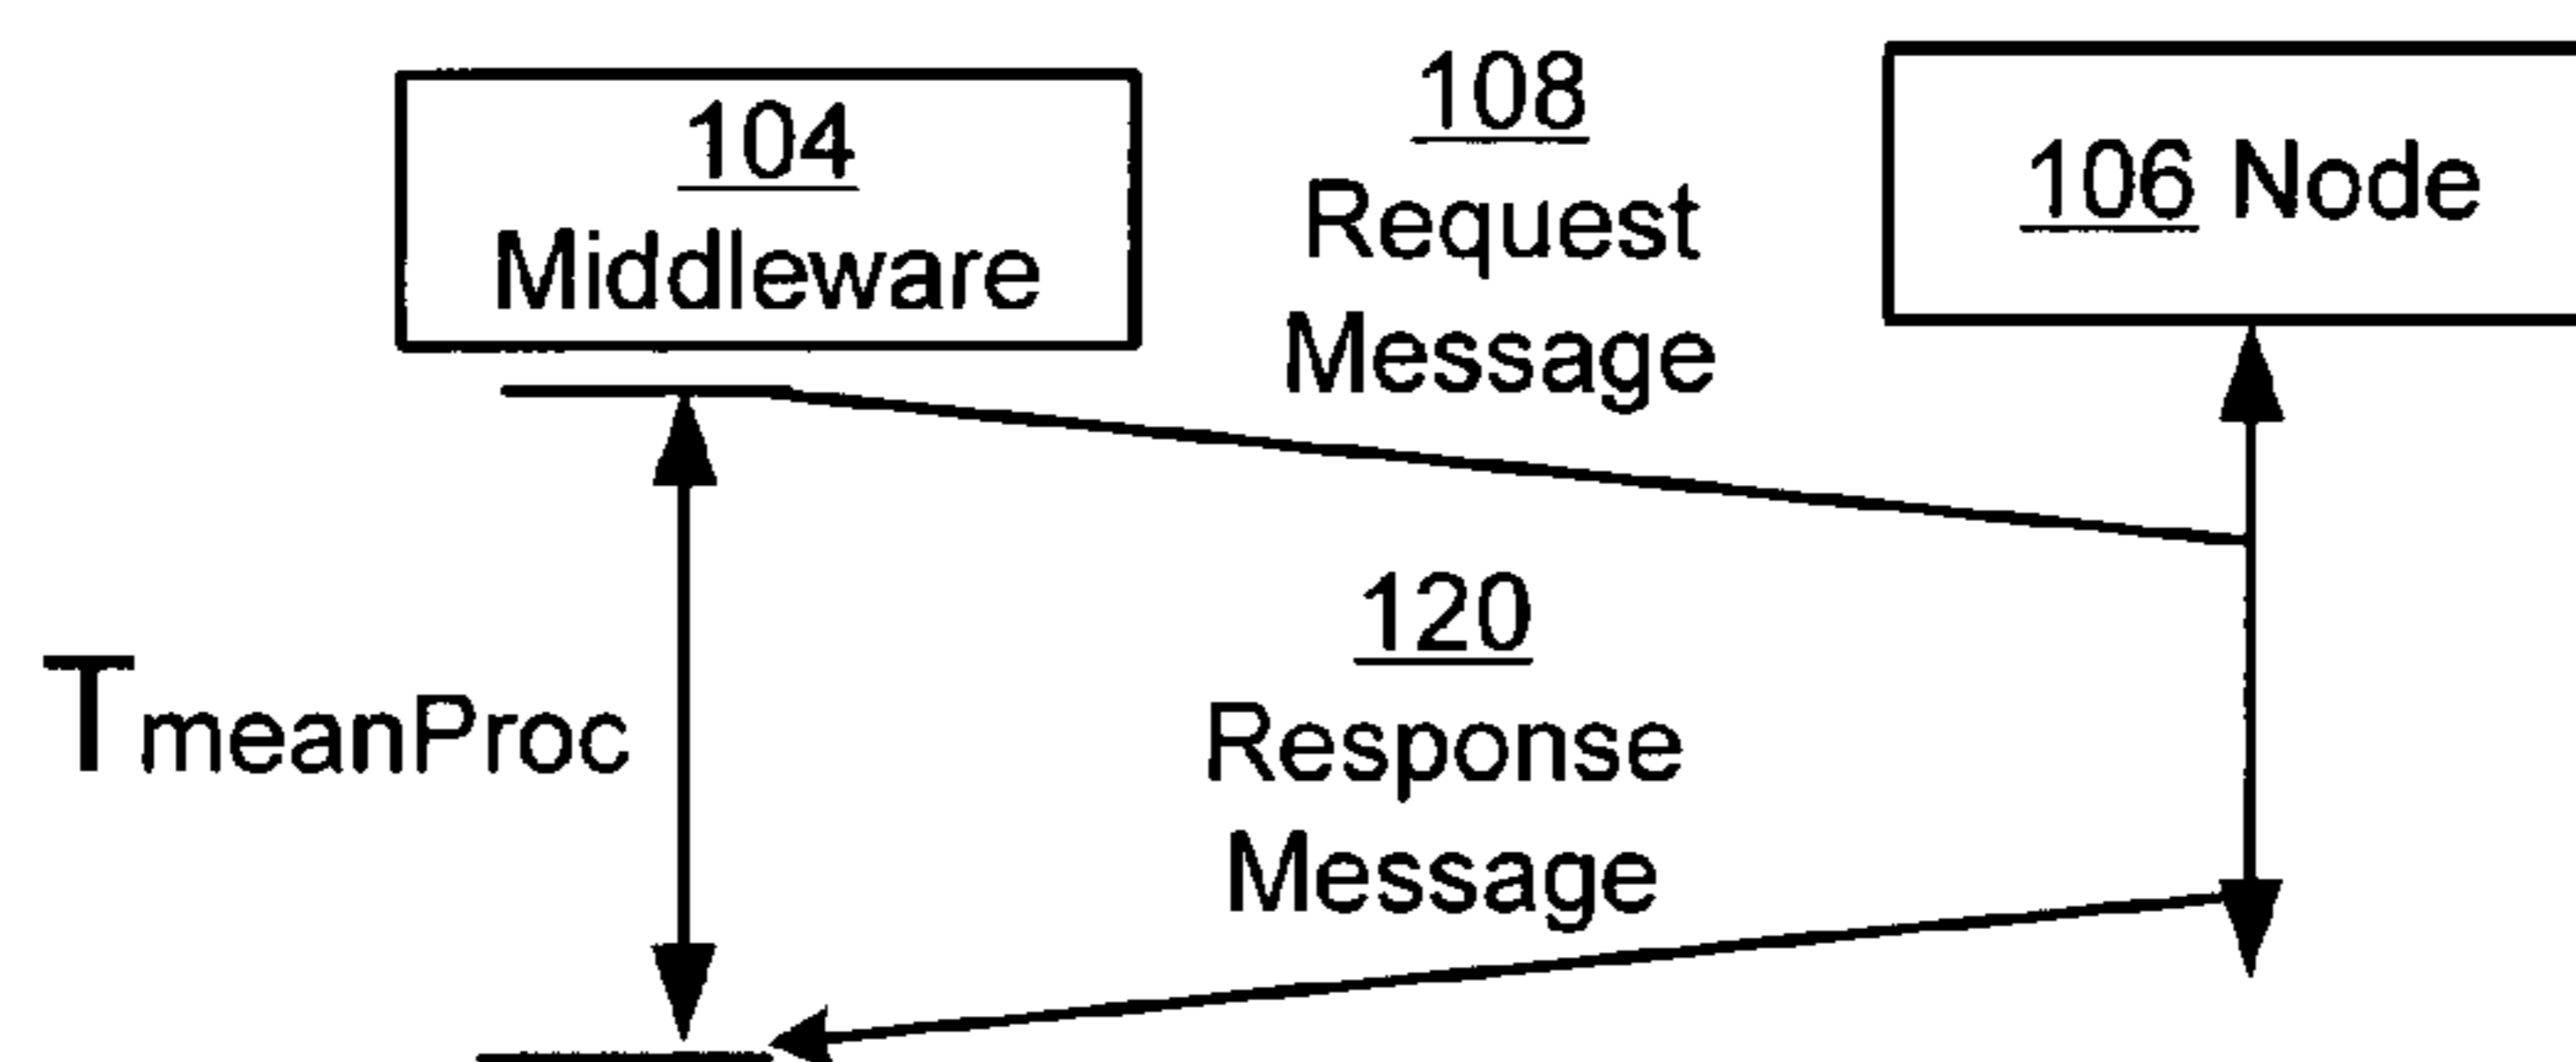 104
Middleware
108
Request
Message
106 Node
TmeanProc
120
Response
Message